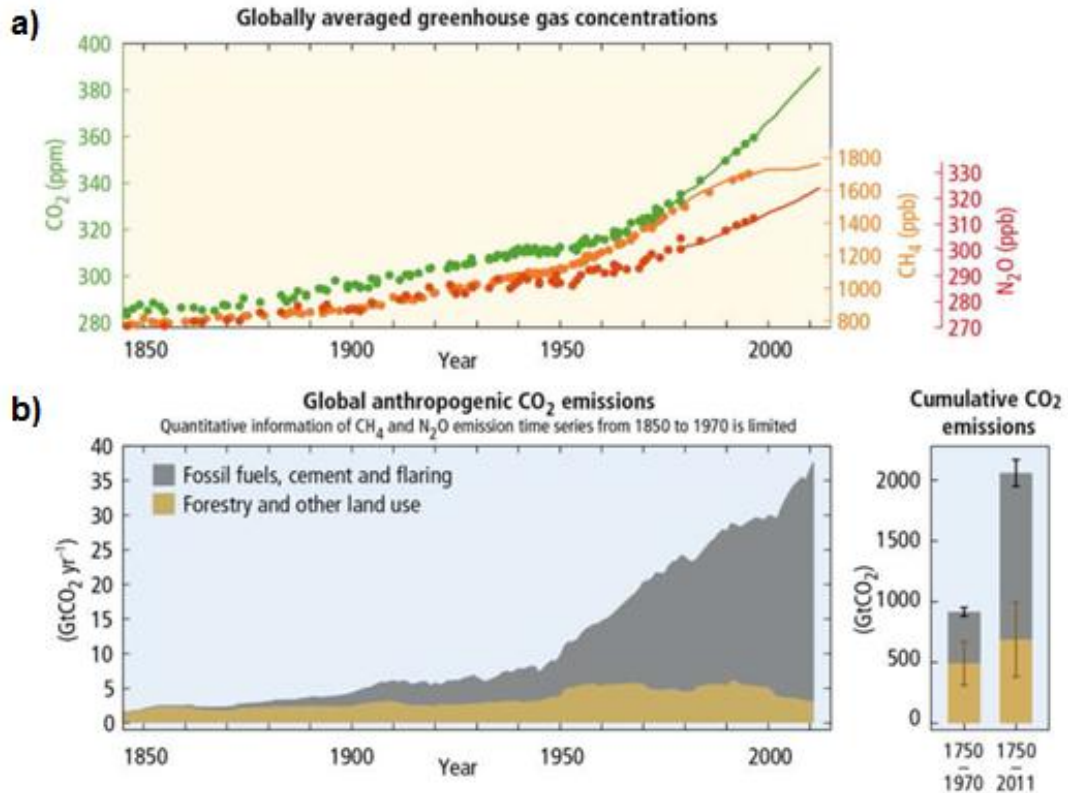 a)
Globally averaged greenhouse gas concentrations
400
380
360
340
320
300
280
CO₂ (ppm)
1800
1600
1400
1200
1000
800
CH₄ (ppb)
330
320
310
300
290
280
270
N₂O (ppb)
1850 1900 1950 2000
Year
b)
Global anthropogenic CO₂ emissions
Quantitative information of CH₄ and N₂O emission time series from 1850 to 1970 is limited
40
35
30
25
20
15
10
5
0
(GtCO₂ yr⁻¹)
Fossil fuels, cement and flaring
Forestry and other land use
1850 1900 1950 2000
Year
Cumulative CO₂
emissions
2000
1500
1000
500
0
(GtCO₂)
1750 1750
– –
1970 2011